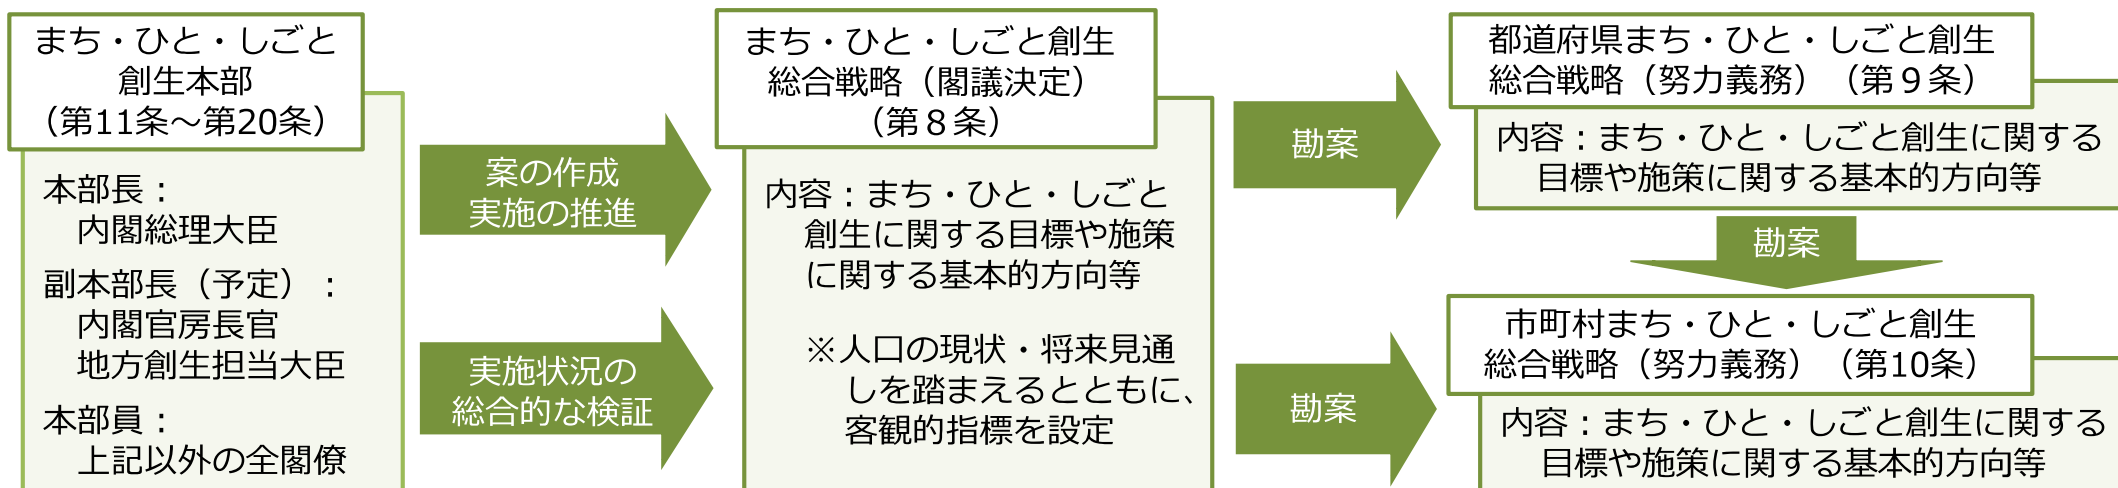 まち・ひと・しごと
創生本部
（第11条～第20条）
本部長：
内閣総理大臣
副本部長（予定）：
内閣官房長官
地方創生担当大臣
本部員：
上記以外の全閣僚
案の作成
実施の推進
実施状況の
総合的な検証
まち・ひと・しごと創生
総合戦略（閣議決定）
（第８条）
内容：まち・ひと・しごと
創生に関する目標や施策
に関する基本的方向等
※人口の現状・将来見通
しを踏まえるとともに、
客観的指標を設定
勘案
勘案
都道府県まち・ひと・しごと創生
総合戦略（努力義務）（第９条）
内容：まち・ひと・しごと創生に関する
目標や施策に関する基本的方向等
勘案
市町村まち・ひと・しごと創生
総合戦略（努力義務）（第10条）
内容：まち・ひと・しごと創生に関する
目標や施策に関する基本的方向等